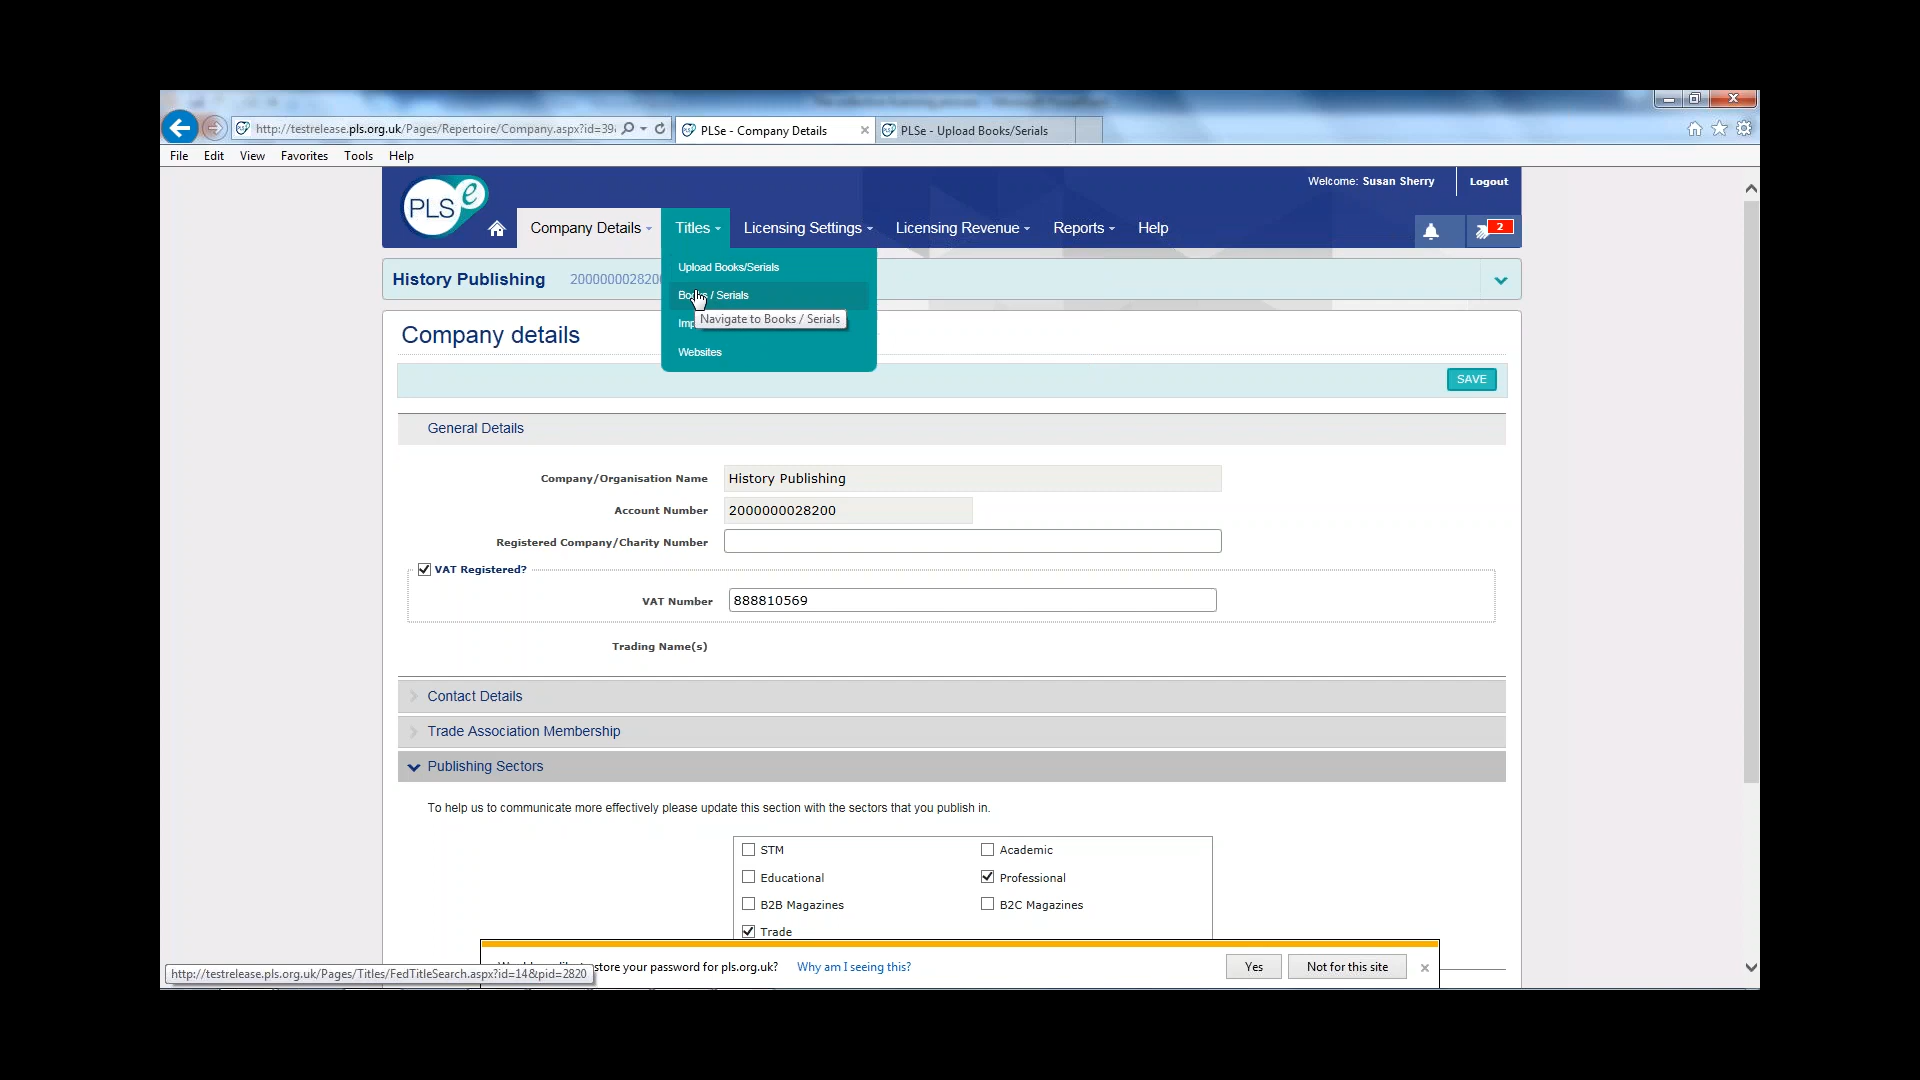 http://testrelease.pls.org.uk/Pages/Repertoire/Company.aspx?id=39
PLSe - Company Details
PLSe - Upload Books/Serials
File Edit View Favorites Tools Help
PLS e
Welcome: Susan Sherry
Logout
Company Details
Titles
Licensing Settings
Licensing Revenue
Reports
Help
2
Upload Books/Serials
History Publishing
Books / Serials
Navigate to Books / Serials
Websites
Company details
SAVE
General Details
Company/Organisation Name History Publishing
Account Number 2000000028200
Registered Company/Charity Number
VAT Registered?
VAT Number 888810569
Trading Name(s)
Contact Details
Trade Association Membership
Publishing Sectors
To help us to communicate more effectively please update this section with the sectors that you publish in.
STM Academic
Educational Professional
B2B Magazines B2C Magazines
Trade
store your password for pls.org.uk? Why am I seeing this? Yes Not for this site
http://testrelease.pls.org.uk/Pages/Titles/FedTitleSearch.aspx?id=14&pid=2820